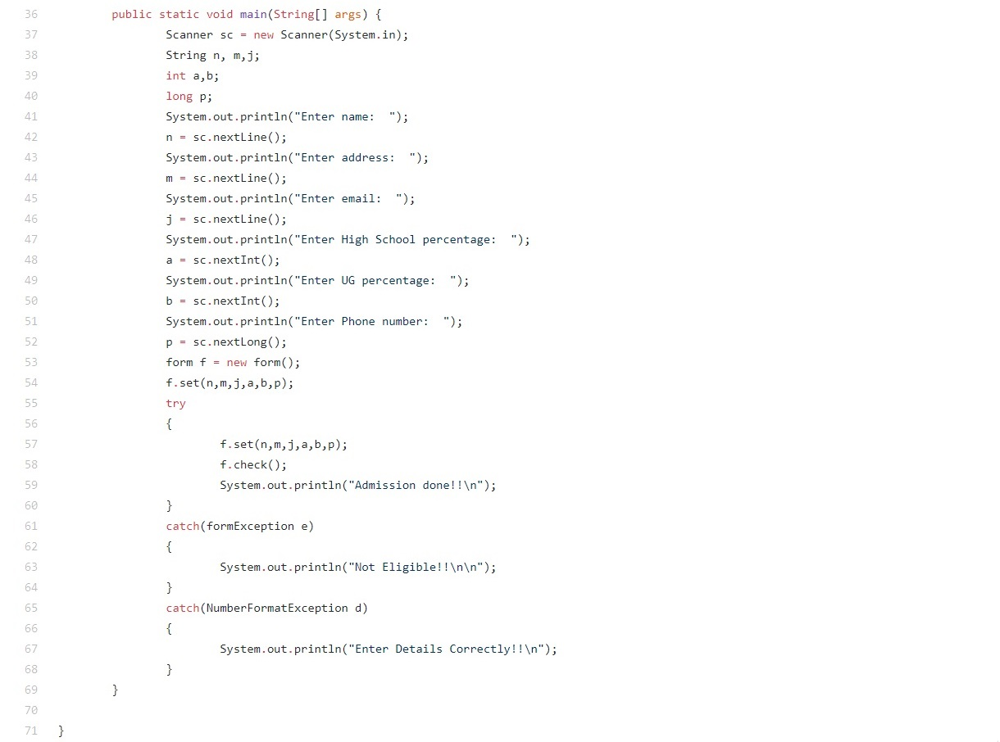 36 public static void main(String[] args) {
37 Scanner sc = new Scanner(System.in);
38 String n, m,j;
39 int a,b;
40 long p;
41 System.out.println("Enter name:  ");
42 n = sc.nextLine();
43 System.out.println("Enter address:  ");
44 m = sc.nextLine();
45 System.out.println("Enter email:  ");
46 j = sc.nextLine();
47 System.out.println("Enter High School percentage:  ");
48 a = sc.nextInt();
49 System.out.println("Enter UG percentage:  ");
50 b = sc.nextInt();
51 System.out.println("Enter Phone number:  ");
52 p = sc.nextLong();
53 form f = new form();
54 f.set(n,m,j,a,b,p);
55 try
56 {
57 f.set(n,m,j,a,b,p);
58 f.check();
59 System.out.println("Admission done!!\n");
60 }
61 catch(formException e)
62 {
63 System.out.println("Not Eligible!!\n\n");
64 }
65 catch(NumberFormatException d)
66 {
67 System.out.println("Enter Details Correctly!!\n");
68 }
69 }
70
71 }